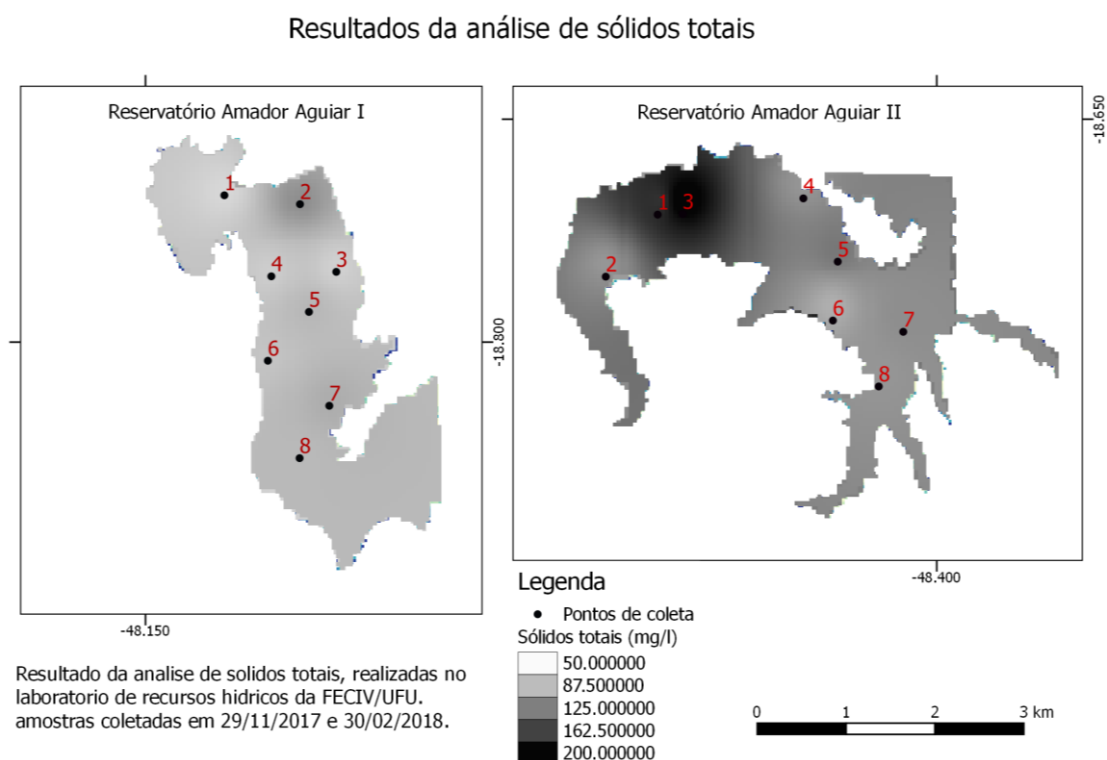 Resultados da análise de sólidos totais
Reservatório Amador Aguiar I
1
2
3
4
5
6
7
8
-18.800
-48.150
Reservatório Amador Aguiar II
-18.650
1
3
4
2
5
6
7
8
-48.400
Resultado da analise de solidos totais, realizadas no
laboratorio de recursos hidricos da FECIV/UFU.
amostras coletadas em 29/11/2017 e 30/02/2018.
Legenda
Pontos de coleta
Sólidos totais (mg/l)
50.000000
87.500000
125.000000
162.500000
200.000000
0 1 2 3 km